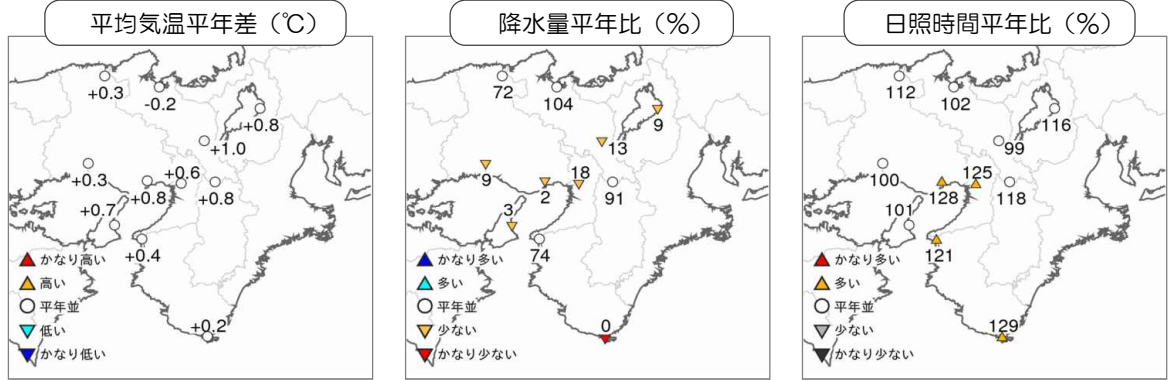 平均気温平年差（℃）
+0.3
-0.2
+0.8
+1.0
+0.3
+0.6
+0.8
+0.8
+0.7
+0.4
+0.2
かなり高い
高い
平年並
低い
かなり低い
降水量平年比（%）
72
104
9
13
9
18
2
91
3
74
0
かなり多い
多い
平年並
少ない
かなり少ない
日照時間平年比（%）
112
102
116
99
100
125
128
118
101
121
129
かなり多い
多い
平年並
少ない
かなり少ない